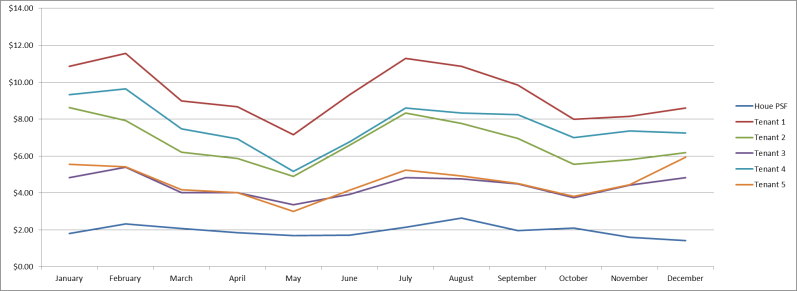 $14.00
$12.00
$10.00
$8.00
$6.00
$4.00
$2.00
$0.00
January February March April May June July August September October November December
Houe PSF
Tenant 1
Tenant 2
Tenant 3
Tenant 4
Tenant 5